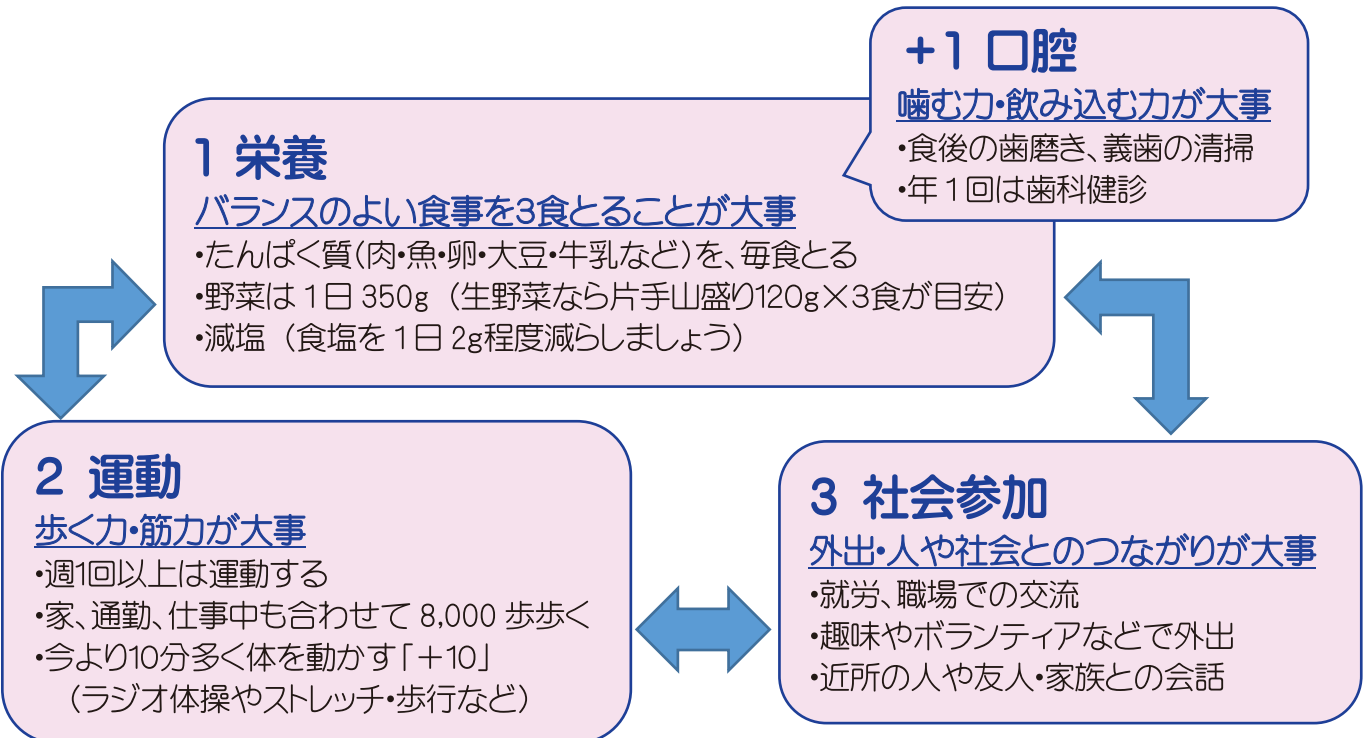 +1 口腔
噛む力・飲み込む力が大事
・食後の歯磨き、義歯の清掃
・年1回は歯科健診
1 栄養
バランスのよい食事を3食とることが大事
・たんぱく質(肉・魚・卵・大豆・牛乳など)を、毎食とる
・野菜は1日350g（生野菜なら片手山盛り120g×3食が目安）
・減塩（食塩を1日2g程度減らしましょう）
2 運動
歩く力・筋力が大事
・週1回以上は運動する
・家、通勤、仕事中も合わせて 8,000 歩歩く
・今より10分多く体を動かす「＋10」
（ラジオ体操やストレッチ・歩行など）
3 社会参加
外出・人や社会とのつながりが大事
・就労、職場での交流
・趣味やボランティアなどで外出
・近所の人や友人・家族との会話